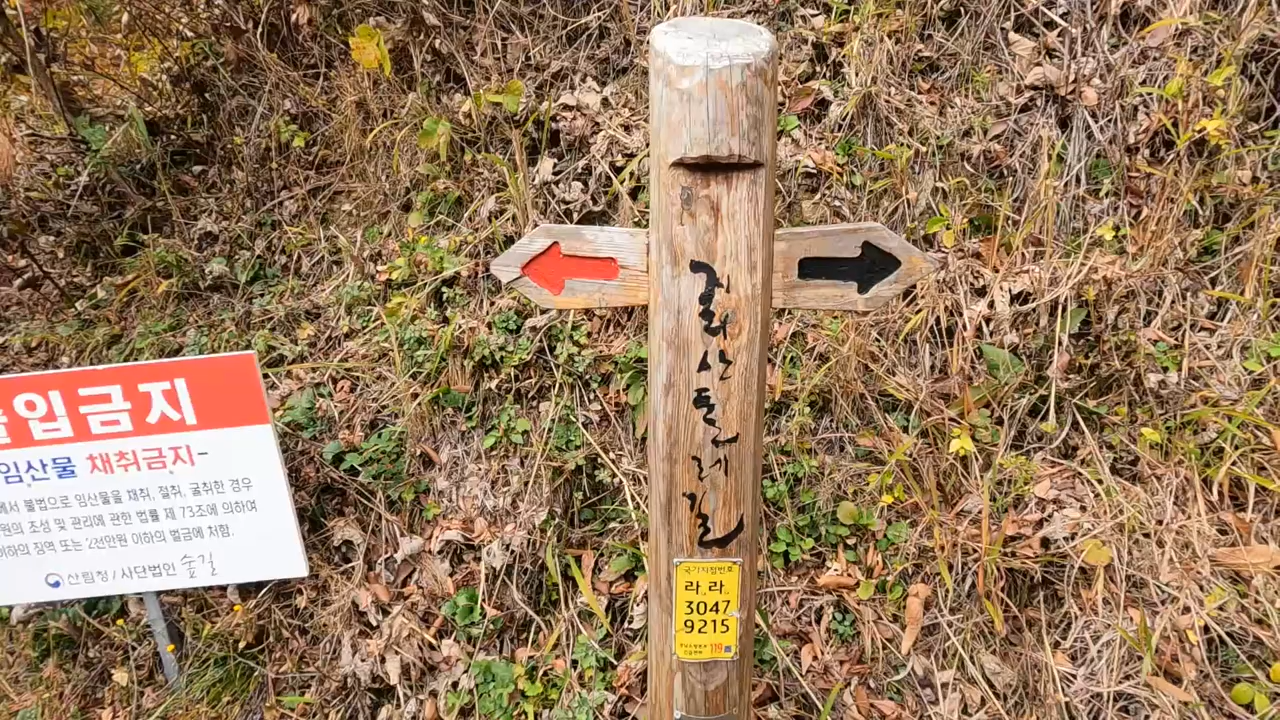 입금지
임산물 채취금지-
에서 불법으로 임산물을 채취, 절취, 굴취한 경우
원의 조성 및 관리에 관한 법률 제 73조에 의하여
이하의 징역 또는 2천만원 이하의 벌금에 처함.
산림청 / 사단법인 숲길
지리산둘레길
국가지점번호
라 라
3047
9215
119